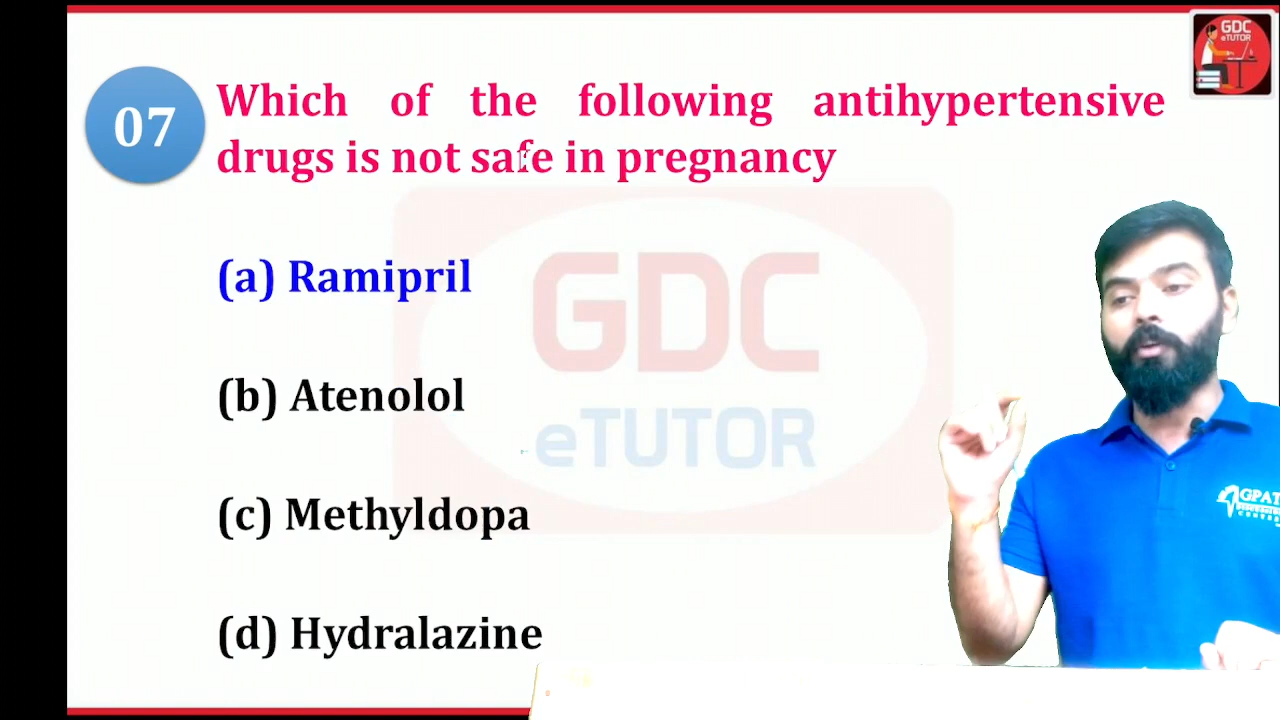 GDC
eTUTOR
07
Which of the following antihypertensive
drugs is not safe in pregnancy
(a) Ramipril
(b) Atenolol
(c) Methyldopa
(d) Hydralazine
GDC
eTUTOR
GPAT